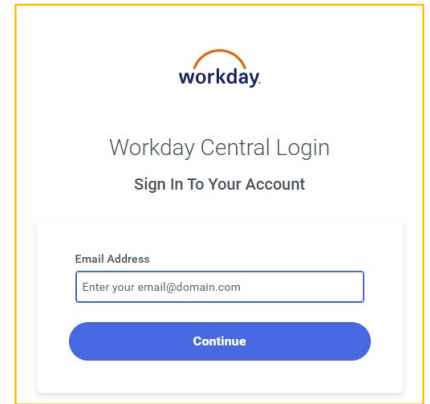 workday.
Workday Central Login
Sign In To Your Account
Email Address
Enter your email@domain.com
Continue